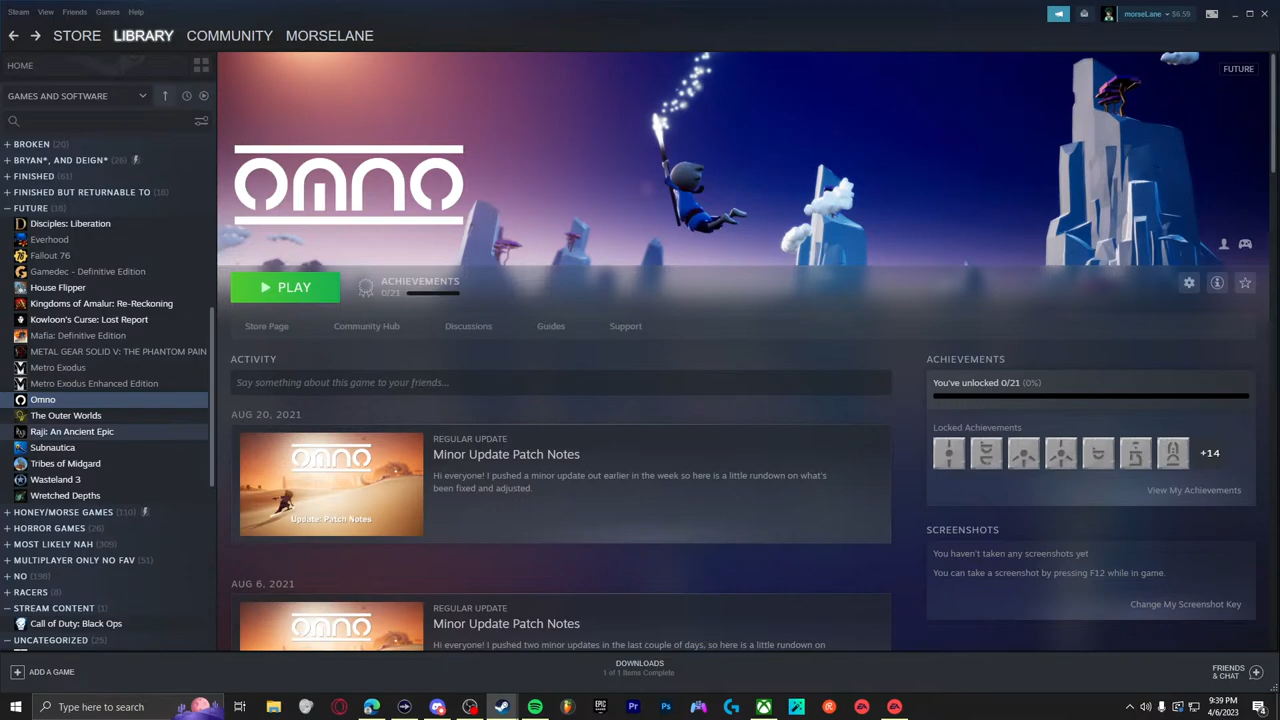 Steam View Friends Games Help
morseLane $6.59
STORE LIBRARY COMMUNITY MORSELANE
HOME
GAMES AND SOFTWARE
BROKEN (20)
BRYAN*, AND DEIGN* (26)
FINISHED (61)
FINISHED BUT RETURNABLE TO (16)
FUTURE (18)
Disciples: Liberation
Everhood
Fallout 76
Gamedec - Definitive Edition
House Flipper
Kingdoms of Amalur: Re-Reckoning
Kowloon's Curse: Lost Report
Mafia: Definitive Edition
METAL GEAR SOLID V: THE PHANTOM PAIN
Metro Exodus
Metro Exodus Enhanced Edition
Omno
The Outer Worlds
Raji: An Ancient Epic
Subnautica
Tribes of Midgard
Wasteland 3
Wretched Depths
HONEY/MORSE GAMES (110)
HORROR GAMES (26)
MOST LIKELY NAH (309)
MULTIPLAYER ONLY NO FAV (51)
NO (198)
RACERS (8)
STREAM CONTENT (1)
Call of Duty: Black Ops
UNCATEGORIZED (25)
FUTURE
OMNO
PLAY
ACHIEVEMENTS
0/21
Store Page Community Hub Discussions Guides Support
ACTIVITY
Say something about this game to your friends...
AUG 20, 2021
OMNO
Update: Patch Notes
REGULAR UPDATE
Minor Update Patch Notes
Hi everyone! I pushed a minor update out earlier in the week so here is a little rundown on what's
been fixed and adjusted.
AUG 6, 2021
OMNO
REGULAR UPDATE
Minor Update Patch Notes
Hi everyone! I pushed two minor updates in the last couple of days, so here is a little rundown on
ACHIEVEMENTS
You've unlocked 0/21 (0%)
Locked Achievements
+14
View My Achievements
SCREENSHOTS
You haven't taken any screenshots yet
You can take a screenshot by pressing F12 while in game.
Change My Screenshot Key
ADD A GAME
DOWNLOADS
1 of 1 Items Complete
FRIENDS
& CHAT
Type here to search
EPIC
GAMES
Pr
Ps
EA
EA
9:39 PM
4/6/2023